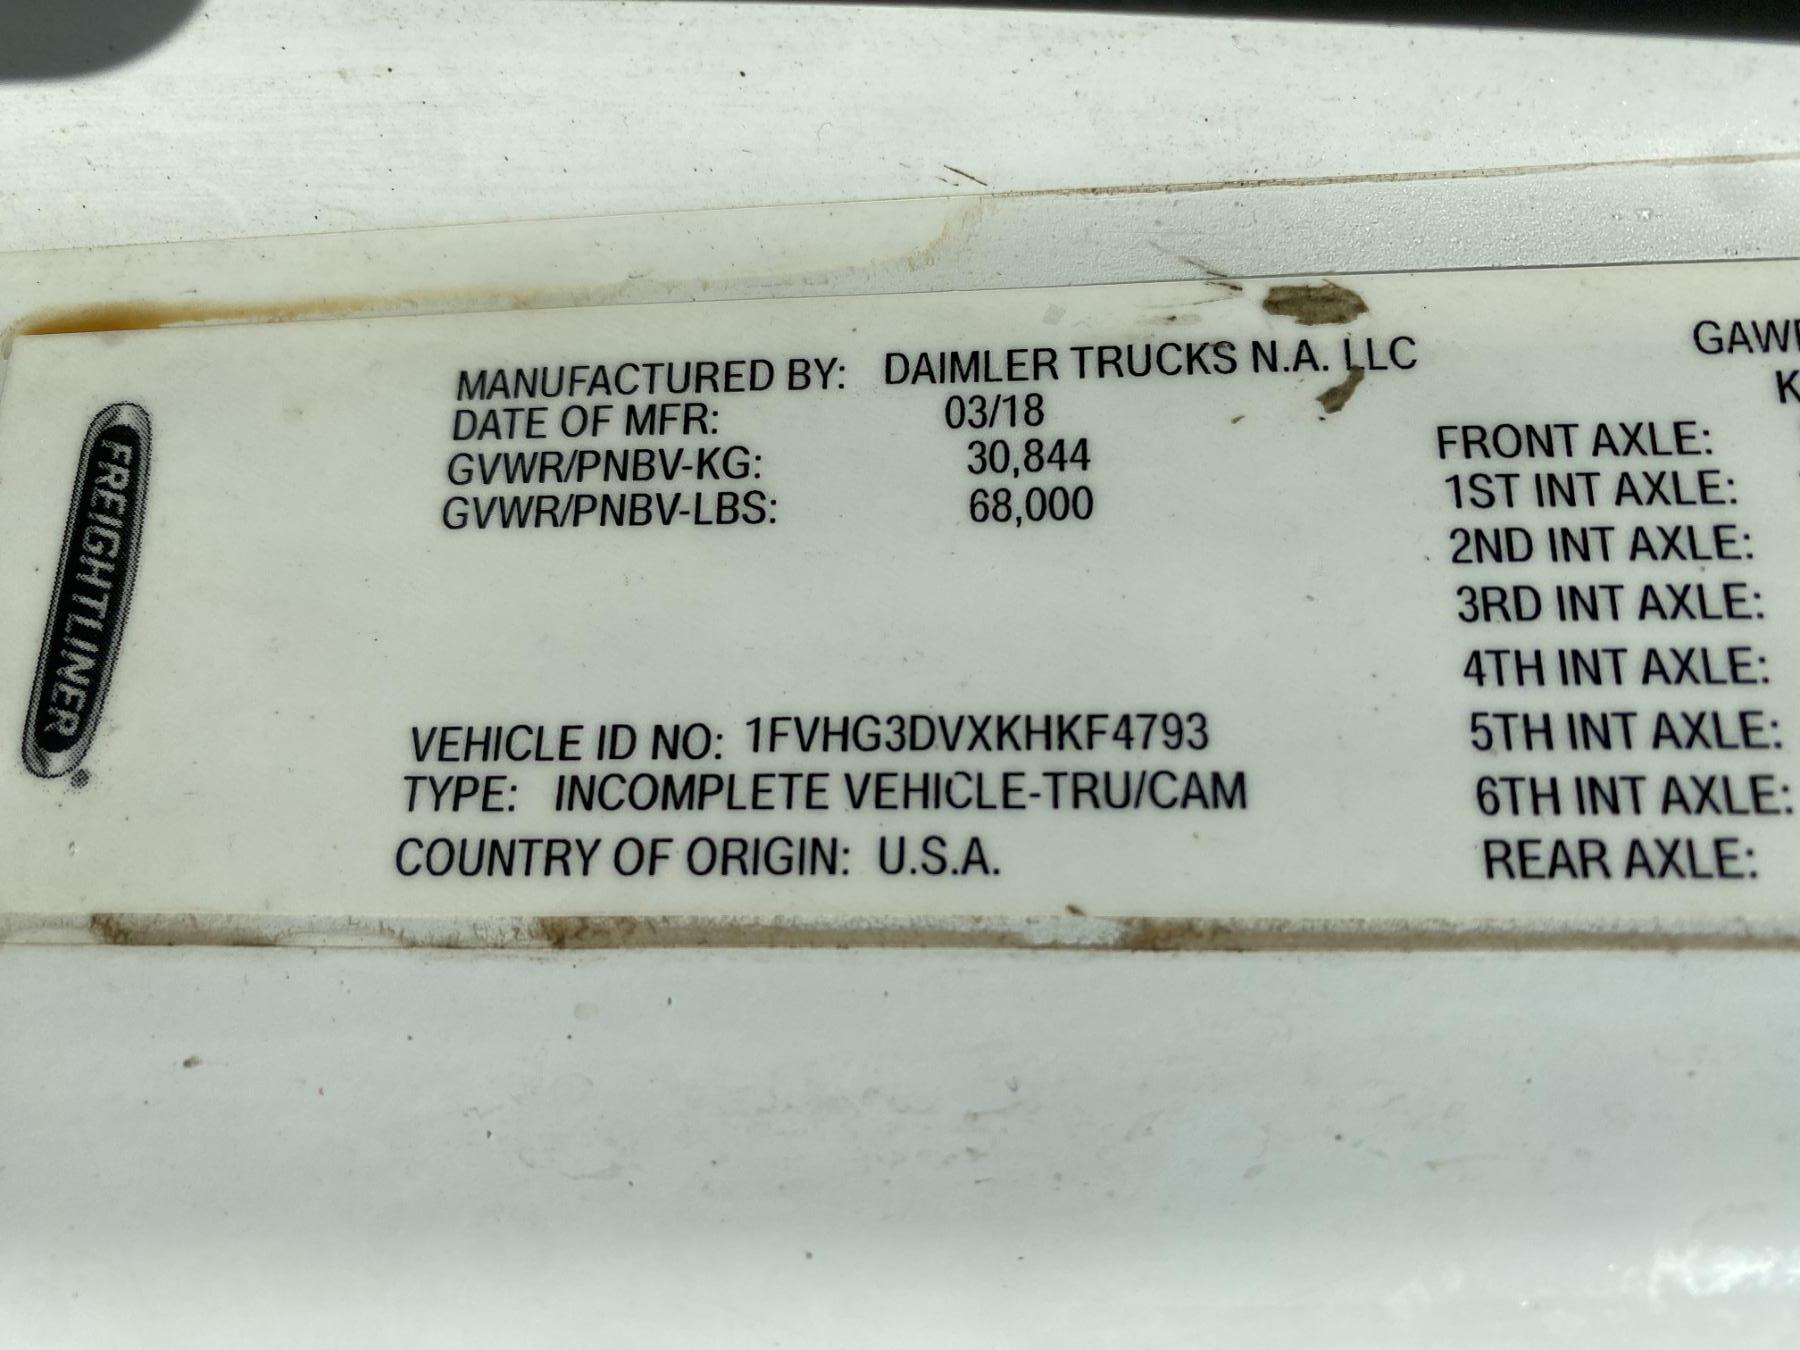 FREIGHTLINER
MANUFACTURED BY: DAIMLER TRUCKS N.A. LLC
DATE OF MFR: 03/18
GVWR/PNBV-KG: 30,844
GVWR/PNBV-LBS: 68,000
VEHICLE ID NO: 1FVHG3DVXKHKF4793
TYPE: INCOMPLETE VEHICLE-TRU/CAM
COUNTRY OF ORIGIN: U.S.A.
FRONT AXLE:
1ST INT AXLE:
2ND INT AXLE:
3RD INT AXLE:
4TH INT AXLE:
5TH INT AXLE:
6TH INT AXLE:
REAR AXLE: